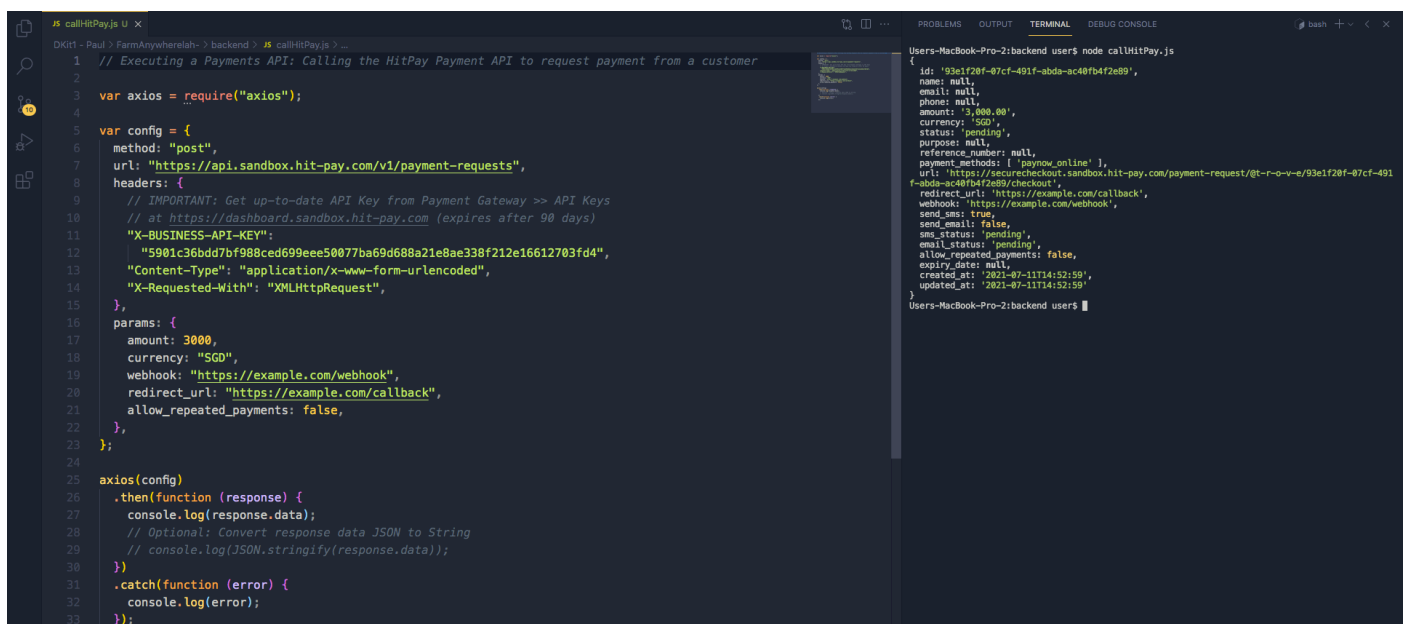 JS callHitPay.js U ×
DKit1 - Paul > FarmAnywherelah- > backend > JS callHitPay.js > ...
10
1 // Executing a Payments API: Calling the HitPay Payment API to request payment from a customer
2
3 var axios = require("axios");
4
5 var config = {
6 method: "post",
7 url: "https://api.sandbox.hit-pay.com/v1/payment-requests",
8 headers: {
9 // IMPORTANT: Get up-to-date API Key from Payment Gateway >> API Keys
10 // at https://dashboard.sandbox.hit-pay.com (expires after 90 days)
11 "X-BUSINESS-API-KEY":
12 "5901c36bdd7bf988ced699eee50077ba69d688a21e8ae338f212e16612703fd4",
13 "Content-Type": "application/x-www-form-urlencoded",
14 "X-Requested-With": "XMLHttpRequest",
15 },
16 params: {
17 amount: 3000,
18 currency: "SGD",
19 webhook: "https://example.com/webhook",
20 redirect_url: "https://example.com/callback",
21 allow_repeated_payments: false,
22 },
23 };
24
25 axios(config)
26 .then(function (response) {
27 console.log(response.data);
28 // Optional: Convert response data JSON to String
29 // console.log(JSON.stringify(response.data));
30 })
31 .catch(function (error) {
32 console.log(error);
33 });
PROBLEMS OUTPUT TERMINAL DEBUG CONSOLE
bash
Users-MacBook-Pro-2:backend user$ node callHitPay.js
{
id: '93e1f20f-07cf-491f-abda-ac40fb4f2e89',
name: null,
email: null,
phone: null,
amount: '3,000.00',
currency: 'SGD',
status: 'pending',
purpose: null,
reference_number: null,
payment_methods: [ 'paynow_online' ],
url: 'https://securecheckout.sandbox.hit-pay.com/payment-request/@t-r-o-v-e/93e1f20f-07cf-491
f-abda-ac40fb4f2e89/checkout',
redirect_url: 'https://example.com/callback',
webhook: 'https://example.com/webhook',
send_sms: true,
send_email: false,
sms_status: 'pending',
email_status: 'pending',
allow_repeated_payments: false,
expiry_date: null,
created_at: '2021-07-11T14:52:59',
updated_at: '2021-07-11T14:52:59'
}
Users-MacBook-Pro-2:backend user$